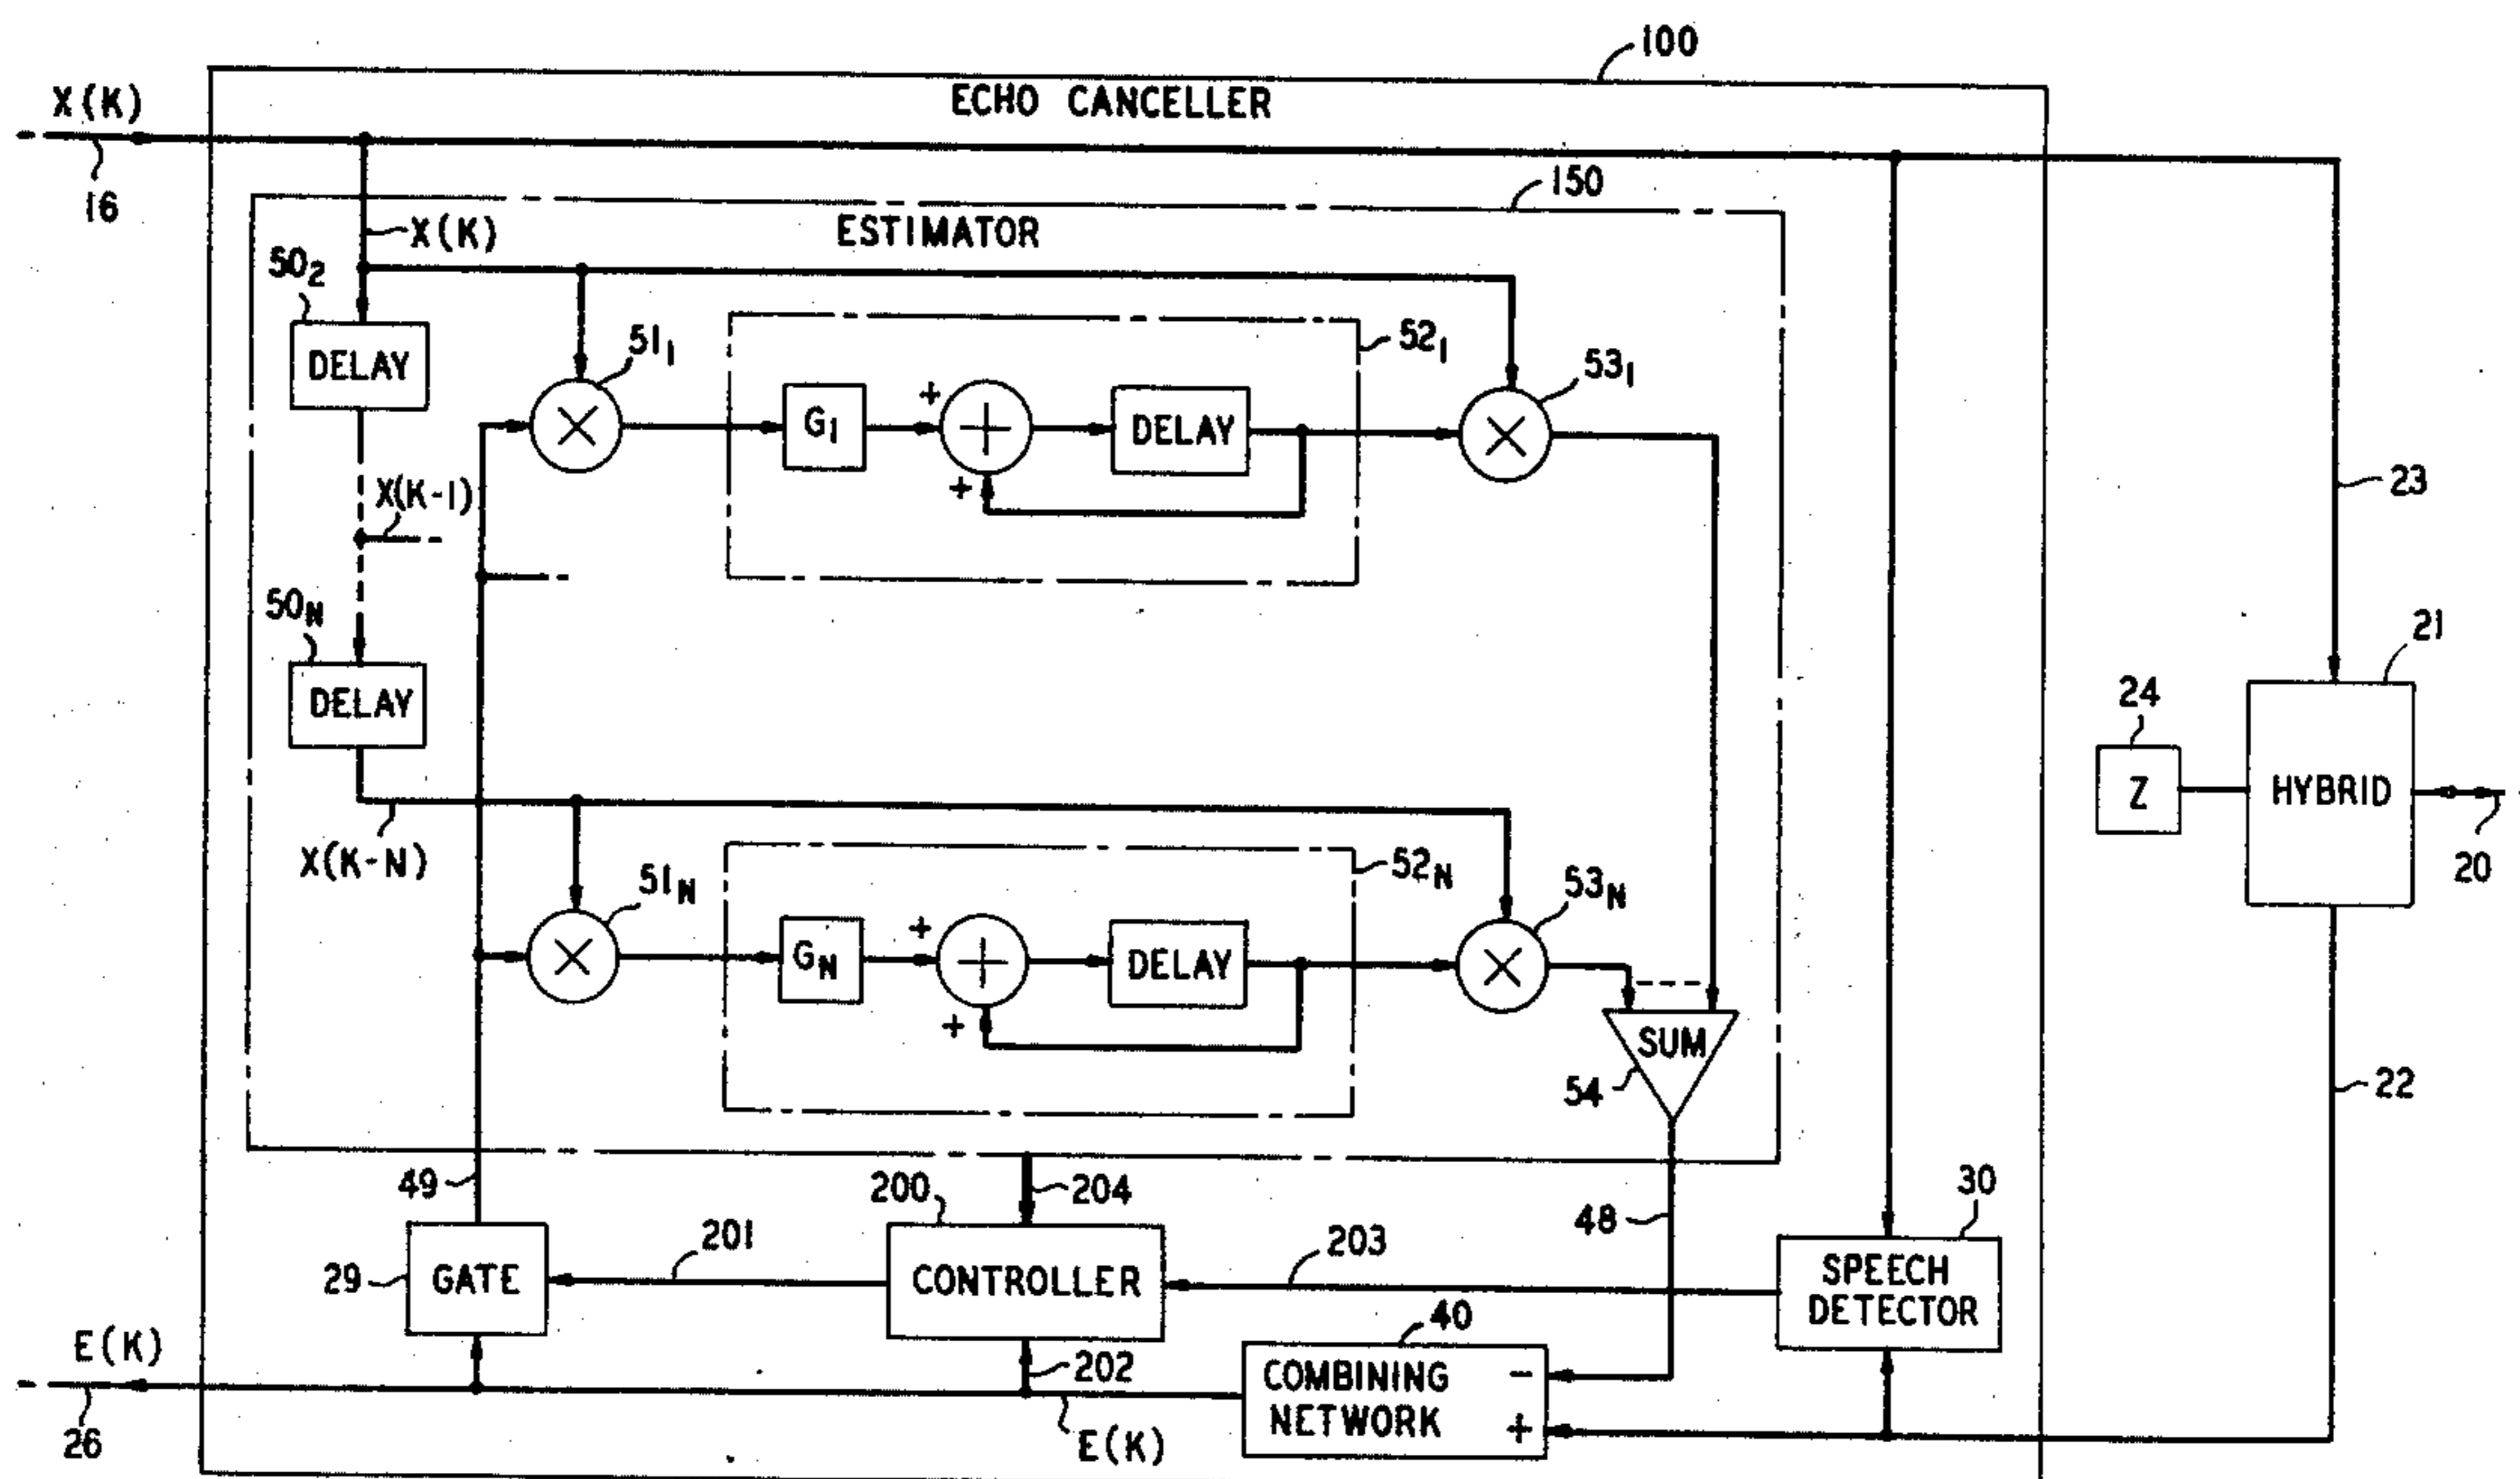 100
ECHO CANCELLER
X(K)
16
150
ESTIMATOR
X(K)
50₂
DELAY
51₁
52₁
53₁
G₁
+
+
DELAY
+
X(K-1)
23
50N
DELAY
21
24
Z
HYBRID
20
X(K-N)
51N
52N
53N
GN
+
+
DELAY
+
SUM
54
22
49
200
204
48
30
201
203
29
GATE
CONTROLLER
SPEECH
DETECTOR
40
E(K)
202
COMBINING
NETWORK
-
+
26
E(K)